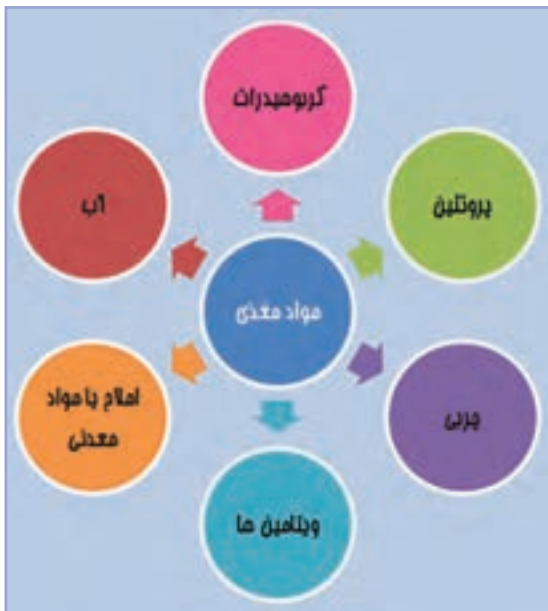 کربوهیدرات
پروتئین
آب
مواد مغذی
چربی
املاح یا مواد
معدنی
ویتامین ها